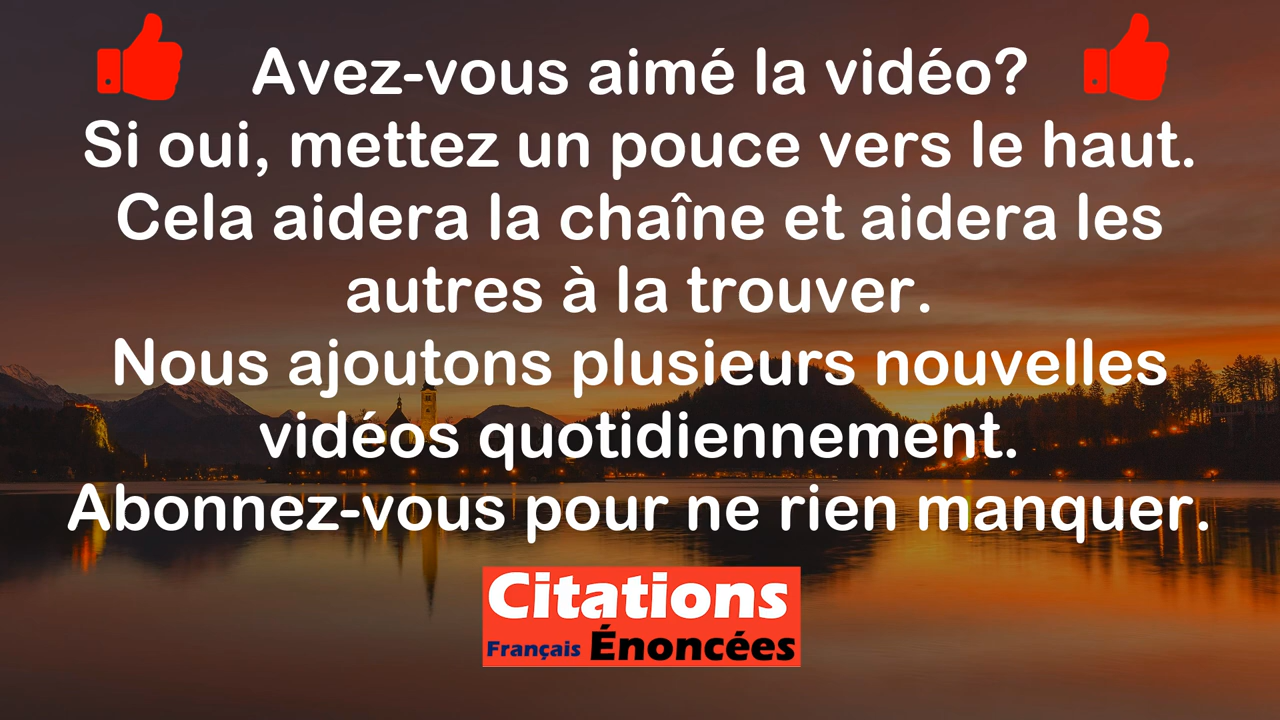 Avez-vous aimé la vidéo?
Si oui, mettez un pouce vers le haut.
Cela aidera la chaîne et aidera les
autres à la trouver.
Nous ajoutons plusieurs nouvelles
vidéos quotidiennement.
Abonnez-vous pour ne rien manquer.
Citations
Français Énoncées